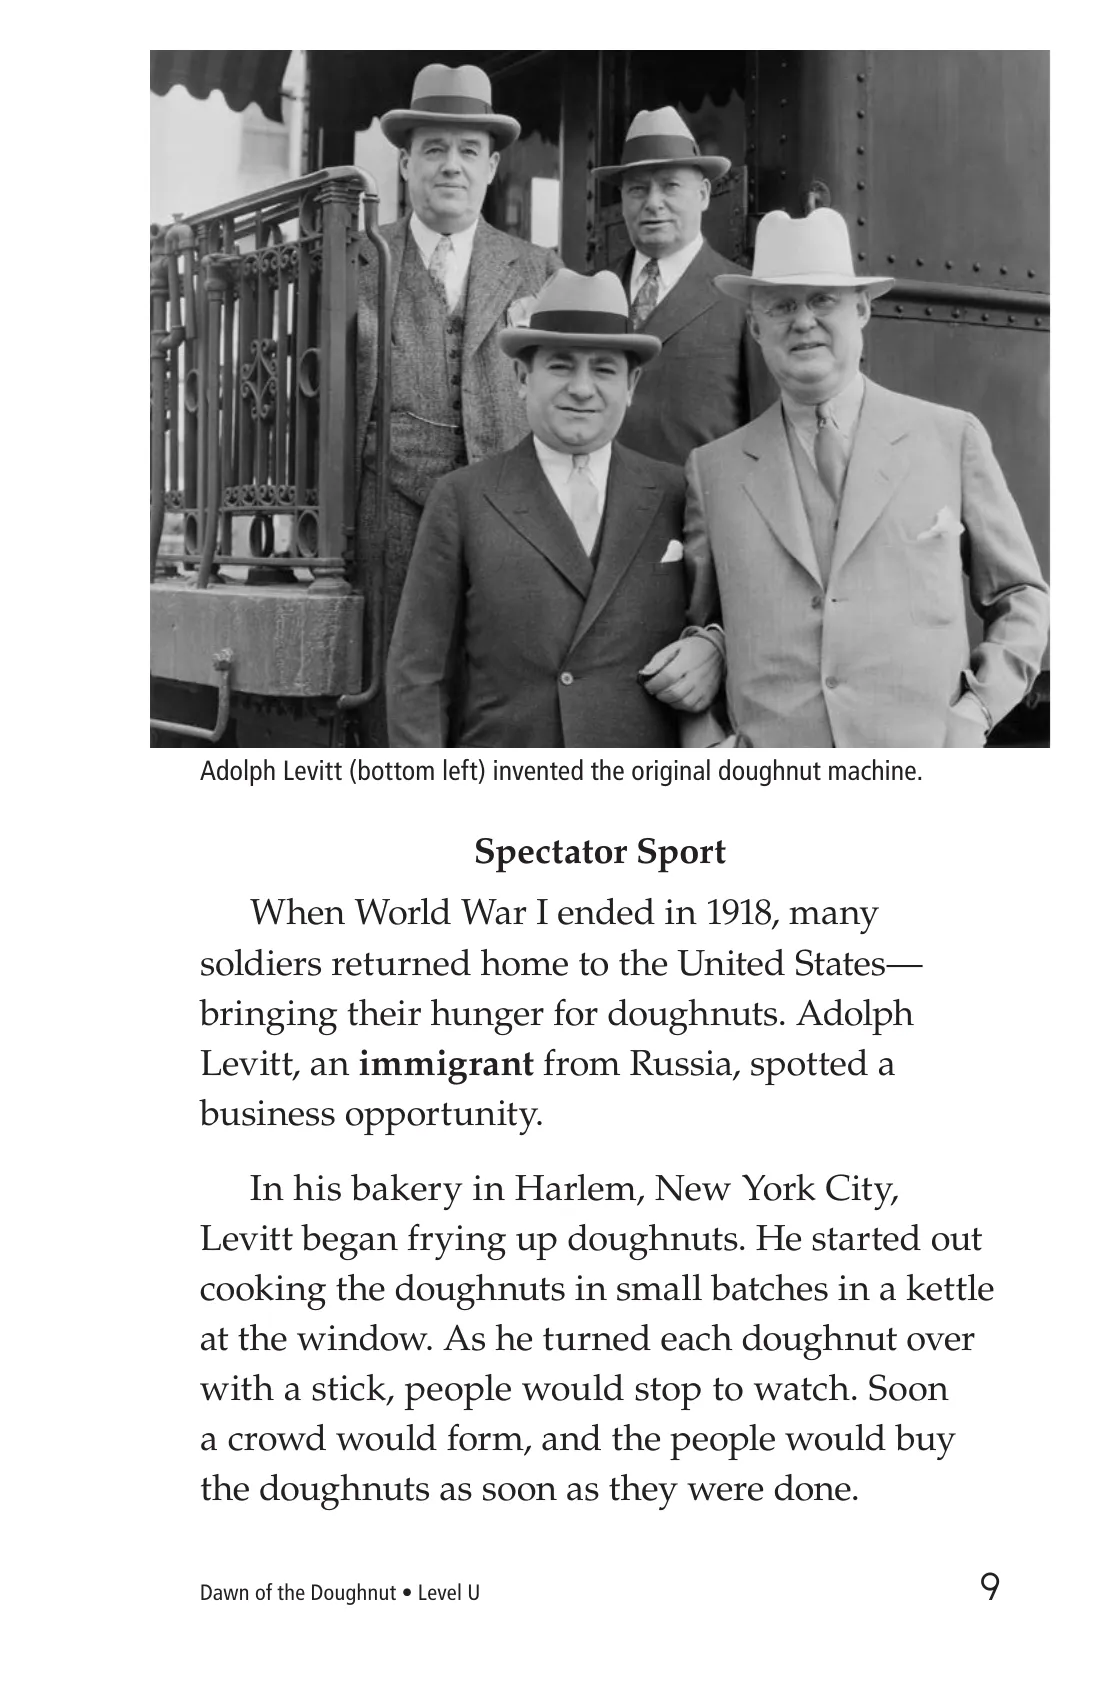 Adolph Levitt (bottom left) invented the original doughnut machine.
Spectator Sport
When World War I ended in 1918, many
soldiers returned home to the United States—
bringing their hunger for doughnuts. Adolph
Levitt, an immigrant from Russia, spotted a
business opportunity.
In his bakery in Harlem, New York City,
Levitt began frying up doughnuts. He started out
cooking the doughnuts in small batches in a kettle
at the window. As he turned each doughnut over
with a stick, people would stop to watch. Soon
a crowd would form, and the people would buy
the doughnuts as soon as they were done.
Dawn of the Doughnut • Level U
9